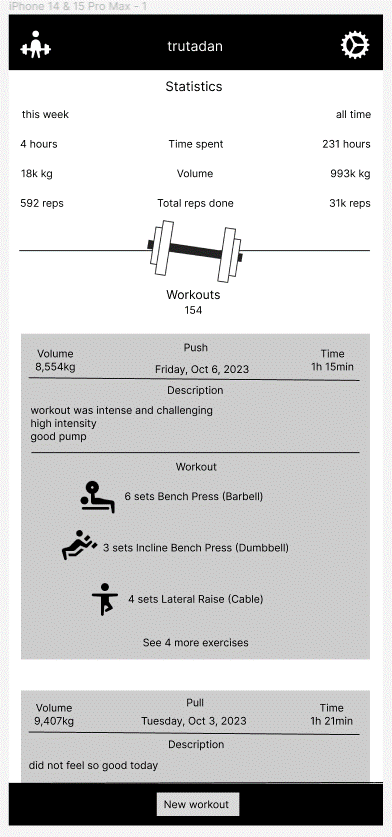 iPhone 14 & 15 Pro Max - 1
trutadan
Statistics
this week all time
4 hours Time spent 231 hours
18k kg Volume 993k kg
592 reps Total reps done 31k reps
Workouts
154
Push
Volume Time
8,554kg Friday, Oct 6, 2023 1h 15min
Description
workout was intense and challenging
high intensity
good pump
Workout
6 sets Bench Press (Barbell)
3 sets Incline Bench Press (Dumbbell)
4 sets Lateral Raise (Cable)
See 4 more exercises
Pull
Volume Time
9,407kg Tuesday, Oct 3, 2023 1h 21min
Description
did not feel so good today
New workout